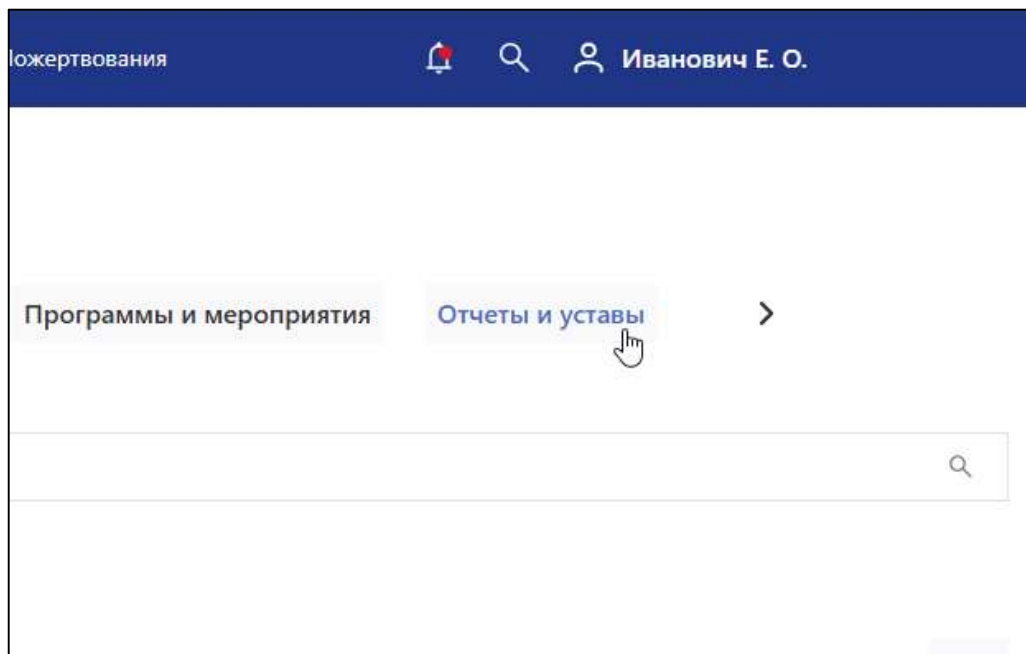 ожертвования
Иванович Е. О.
Программы и мероприятия
Отчеты и уставы